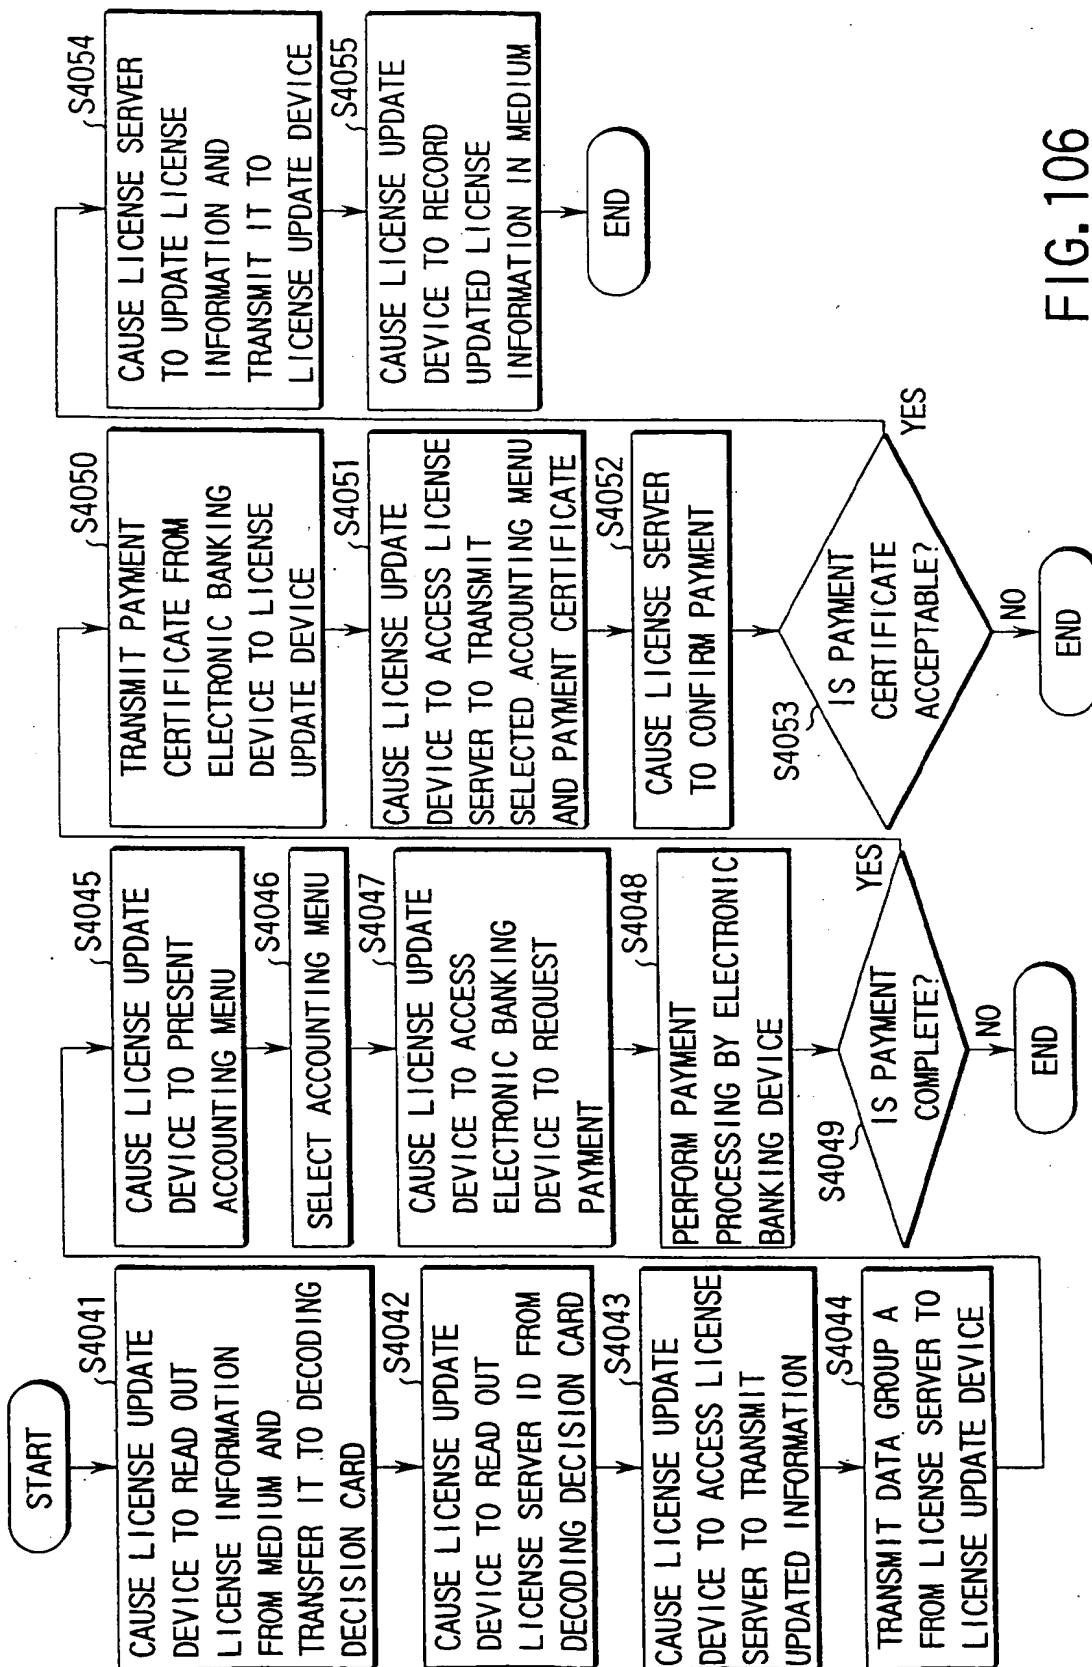 START
S4041
CAUSE LICENSE UPDATE
DEVICE TO READ OUT
LICENSE INFORMATION
FROM MEDIUM AND
TRANSFER IT TO DECODING
DECISION CARD
S4042
CAUSE LICENSE UPDATE
DEVICE TO READ OUT
LICENSE SERVER ID FROM
DECODING DECISION CARD
S4043
CAUSE LICENSE UPDATE
DEVICE TO ACCESS LICENSE
SERVER TO TRANSMIT
UPDATED INFORMATION
S4044
TRANSMIT DATA GROUP A
FROM LICENSE SERVER TO
LICENSE UPDATE DEVICE
S4045
CAUSE LICENSE UPDATE
DEVICE TO PRESENT
ACCOUNTING MENU
S4046
SELECT ACCOUNTING MENU
S4047
CAUSE LICENSE UPDATE
DEVICE TO ACCESS
ELECTRONIC BANKING
DEVICE TO REQUEST
PAYMENT
S4048
PERFORM PAYMENT
PROCESSING BY ELECTRONIC
BANKING DEVICE
S4049
IS PAYMENT
COMPLETE?
YES
NO
END
S4050
TRANSMIT PAYMENT
CERTIFICATE FROM
ELECTRONIC BANKING
DEVICE TO LICENSE
UPDATE DEVICE
S4051
CAUSE LICENSE UPDATE
DEVICE TO ACCESS LICENSE
SERVER TO TRANSMIT
SELECTED ACCOUNTING MENU
AND PAYMENT CERTIFICATE
S4052
CAUSE LICENSE SERVER
TO CONFIRM PAYMENT
S4053
IS PAYMENT
CERTIFICATE
ACCEPTABLE?
YES
NO
END
S4054
CAUSE LICENSE SERVER
TO UPDATE LICENSE
INFORMATION AND
TRANSMIT IT TO
LICENSE UPDATE DEVICE
S4055
CAUSE LICENSE UPDATE
DEVICE TO RECORD
UPDATED LICENSE
INFORMATION IN MEDIUM
END
FIG. 106